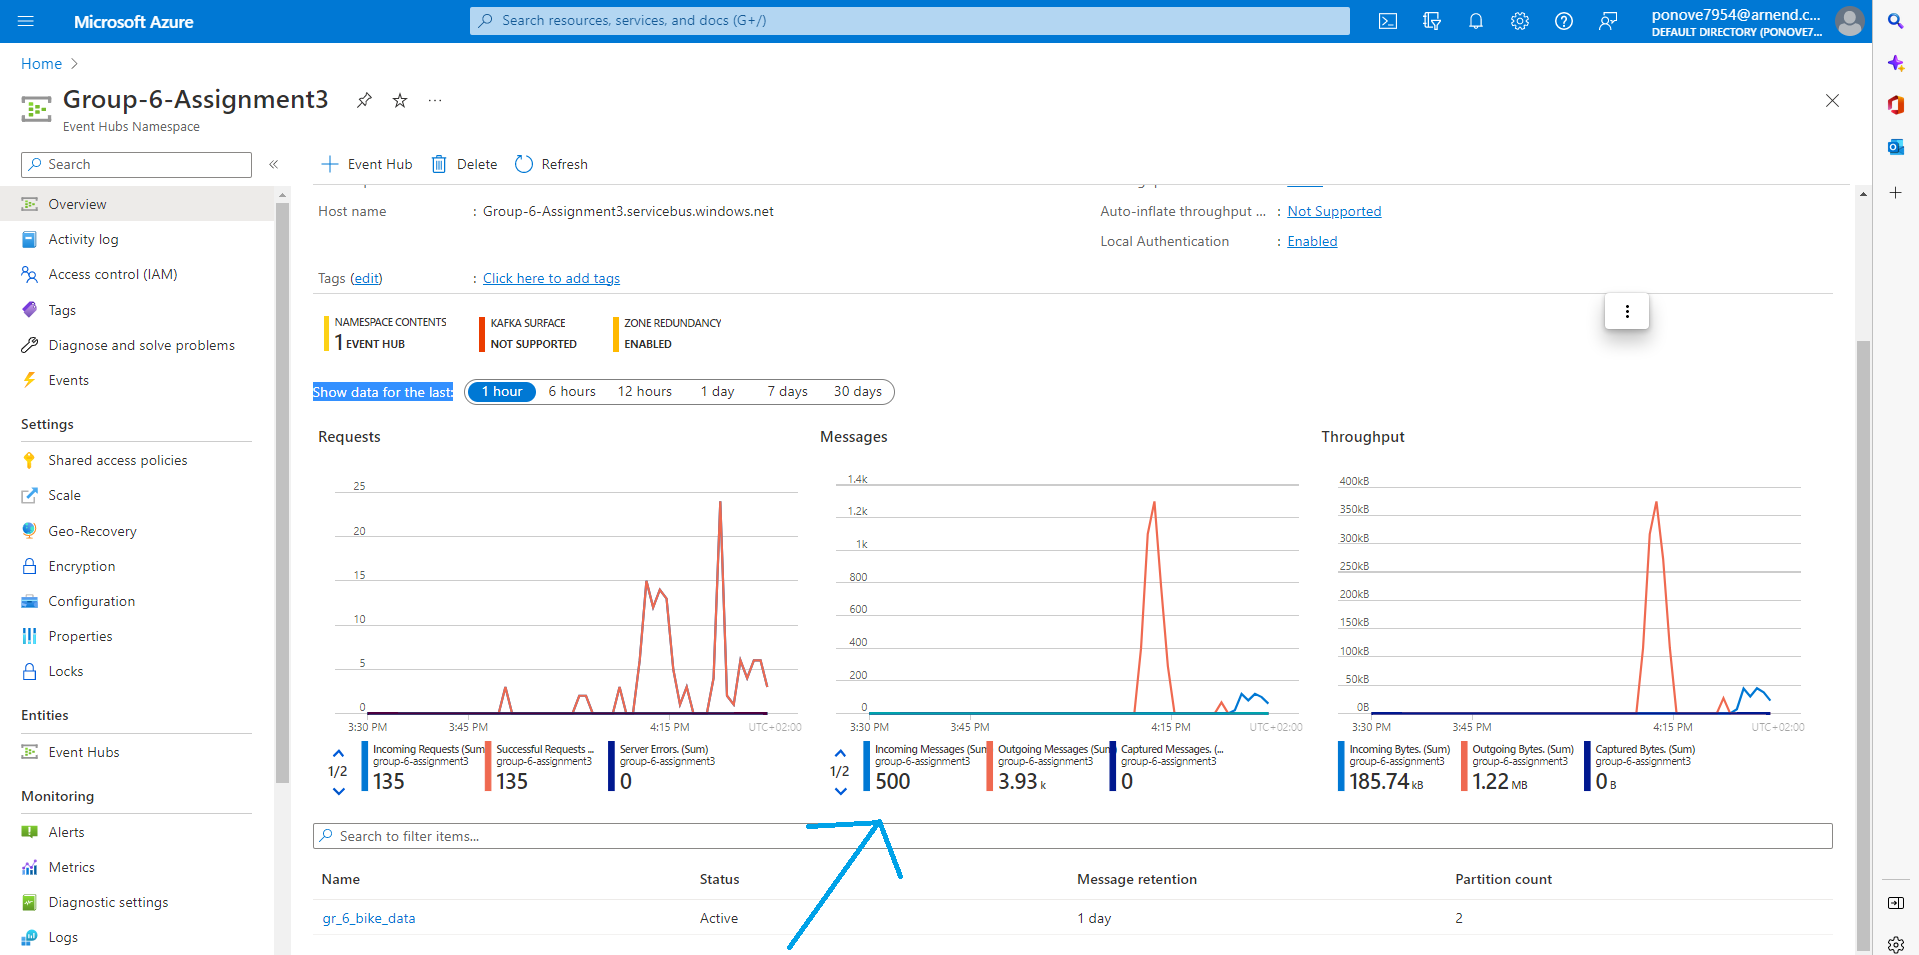 Microsoft Azure
Search resources, services, and docs (G+/)
ponove7954@arnend.c...
DEFAULT DIRECTORY (PONOVE7...
Home
Group-6-Assignment3
...
Event Hubs Namespace
Search
«
Event Hub
Delete
Refresh
Overview
Activity log
Access control (IAM)
Tags
Diagnose and solve problems
Events
Settings
Shared access policies
Scale
Geo-Recovery
Encryption
Configuration
Properties
Locks
Entities
Event Hubs
Monitoring
Alerts
Metrics
Diagnostic settings
Logs
Host name : Group-6-Assignment3.servicebus.windows.net
Auto-inflate throughput ... : Not Supported
Local Authentication : Enabled
Tags (edit) : Click here to add tags
NAMESPACE CONTENTS
1 EVENT HUB
KAFKA SURFACE
NOT SUPPORTED
ZONE REDUNDANCY
ENABLED
Show data for the last:
1 hour 6 hours 12 hours 1 day 7 days 30 days
Requests
25
20
15
10
5
0
3:30 PM 3:45 PM 4:15 PM UTC+02:00
1/2
Incoming Requests (Sum
group-6-assignment3
135
Successful Requests ...
group-6-assignment3
135
Server Errors. (Sum)
group-6-assignment3
0
Messages
1.4k
1.2k
1k
800
600
400
200
0
3:30 PM 3:45 PM 4:15 PM UTC+02:00
1/2
Incoming Messages (Sum
group-6-assignment3
500
Outgoing Messages (Sum
group-6-assignment3
3.93 k
Captured Messages. (...
group-6-assignment3
0
Throughput
400kB
350kB
300kB
250kB
200kB
150kB
100kB
50kB
0B
3:30 PM 3:45 PM 4:15 PM UTC+02:00
Incoming Bytes. (Sum)
group-6-assignment3
185.74 kB
Outgoing Bytes. (Sum)
group-6-assignment3
1.22 MB
Captured Bytes. (Sum)
group-6-assignment3
0 B
Search to filter items...
Name Status Message retention Partition count
gr_6_bike_data Active 1 day 2